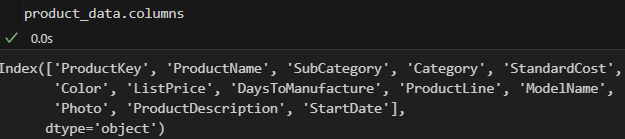 product_data.columns
0.0s
Index(['ProductKey', 'ProductName', 'SubCategory', 'Category', 'StandardCost',
'Color', 'ListPrice', 'DaysToManufacture', 'ProductLine', 'ModelName',
'Photo', 'ProductDescription', 'StartDate'],
dtype='object')